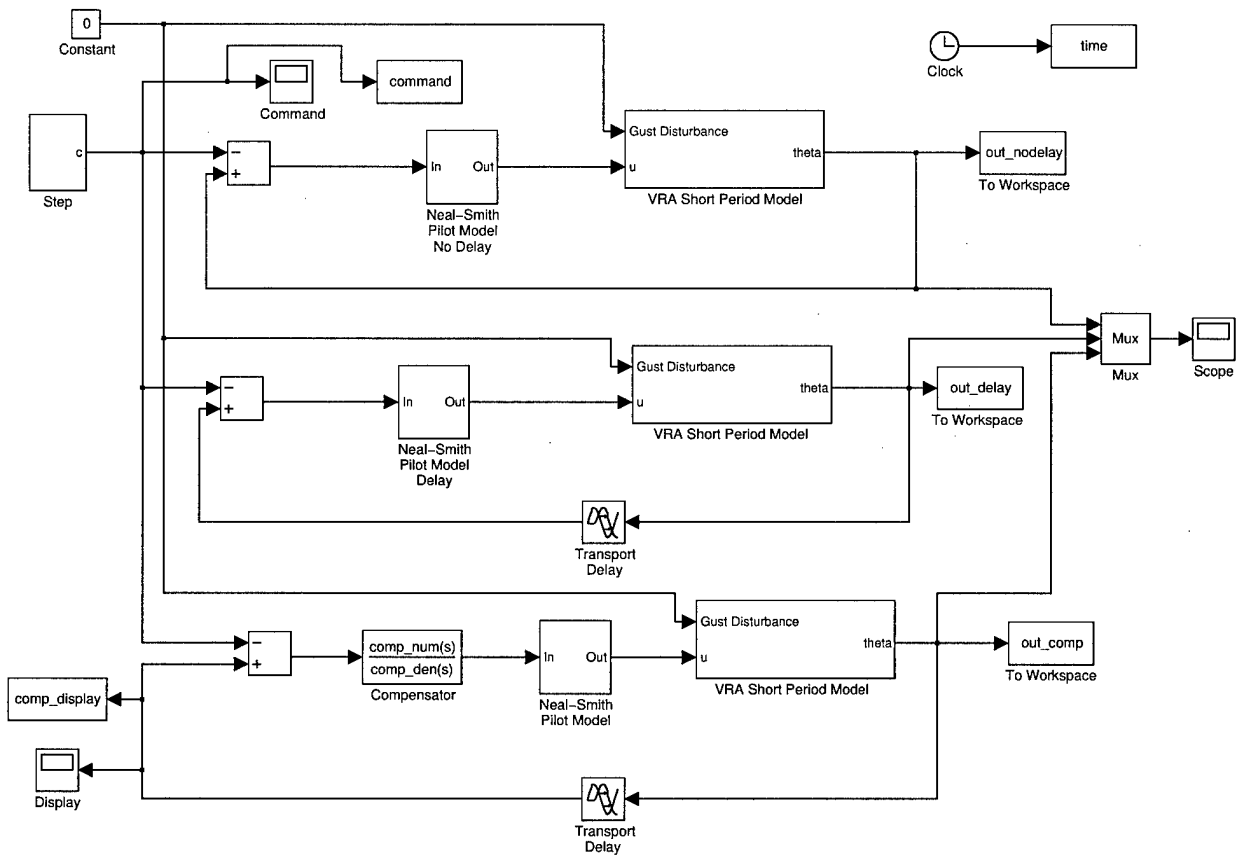 0
Constant
time
Clock
command
Command
c
Step
−
+
In
Out
Neal−Smith
Pilot Model
No Delay
Gust Disturbance
u
theta
VRA Short Period Model
out_nodelay
To Workspace
Mux
Mux
Scope
−
+
In
Out
Neal−Smith
Pilot Model
Delay
Gust Disturbance
u
theta
VRA Short Period Model
out_delay
To Workspace
Transport
Delay
−
+
comp_num(s)
comp_den(s)
Compensator
In
Out
Neal−Smith
Pilot Model
Gust Disturbance
u
theta
VRA Short Period Model
out_comp
To Workspace
comp_display
Display
Transport
Delay